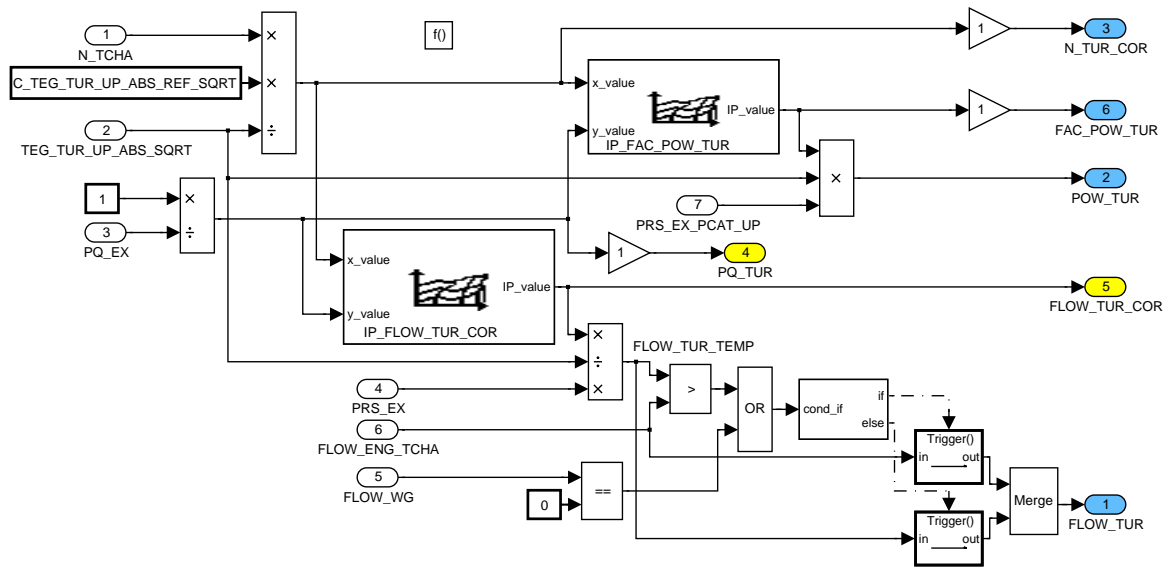 1
N_TCHA
f()
×
×
÷
C_TEG_TUR_UP_ABS_REF_SQRT
2
TEG_TUR_UP_ABS_SQRT
x_value
y_value
IP_value
IP_FAC_POW_TUR
1
3
N_TUR_COR
1
6
FAC_POW_TUR
1
×
÷
3
PQ_EX
7
PRS_EX_PCAT_UP
×
2
POW_TUR
1
4
PQ_TUR
x_value
y_value
IP_value
IP_FLOW_TUR_COR
5
FLOW_TUR_COR
×
÷
×
FLOW_TUR_TEMP
4
PRS_EX
6
FLOW_ENG_TCHA
5
FLOW_WG
0
==
>
OR
cond_if
if
else
Trigger()
in out
Trigger()
in out
Merge
1
FLOW_TUR